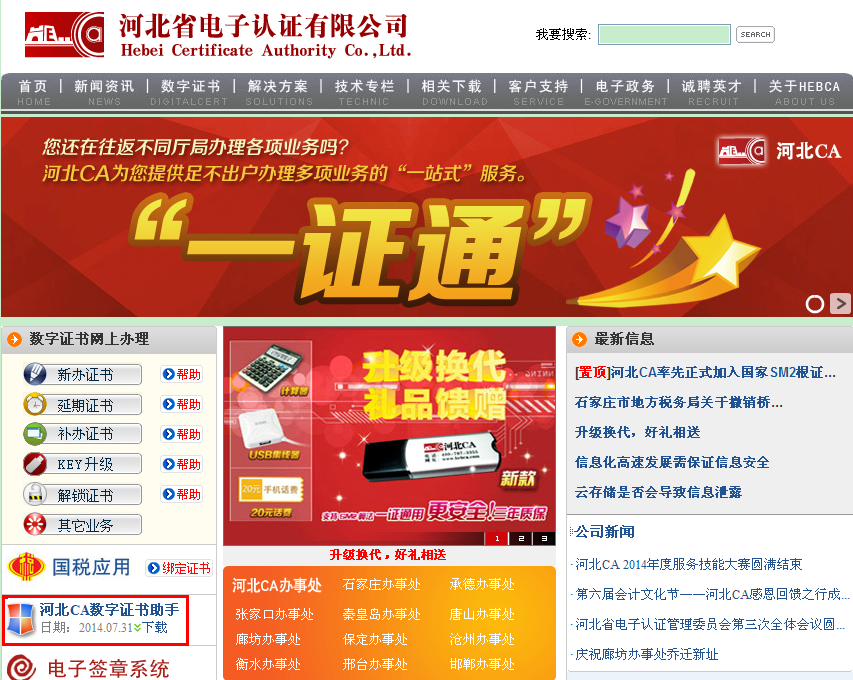 河北省电子认证有限公司
Hebei Certificate Authority Co.,Ltd.
我要搜索: SEARCH
首页 | 新闻资讯 | 数字证书 | 解决方案 | 技术专栏 | 相关下载 | 客户支持 | 电子政务 | 诚聘英才 | 关于HEBCA
HOME NEWS DIGITALCERT SOLUTIONS TECHNIC DOWNLOAD SERVICE E-GOVERNMENT RECRUIT ABOUT US
您还在往返不同厅局办理各项业务吗?
河北CA为您提供足不出户办理多项业务的“一站式”服务。
河北CA
“一证通”
数字证书网上办理
新办证书 帮助
延期证书 帮助
补办证书 帮助
KEY升级 帮助
解锁证书 帮助
其它业务
国税应用 绑定证书
河北CA数字证书助手
日期: 2014.07.31 下载
电子签章系统
升级换代
礼品馈赠
计算器
USB集线器
20元手机话费
20元话费
河北CA
新款
支持SM2算法 一证通用 更安全!三年质保
1 2 3
升级换代，好礼相送
河北CA办事处 石家庄办事处 承德办事处
张家口办事处 秦皇岛办事处 唐山办事处
廊坊办事处 保定办事处 沧州办事处
衡水办事处 邢台办事处 邯郸办事处
最新信息
[置顶]河北CA率先正式加入国家SM2根证...
石家庄市地方税务局关于撤销桥...
升级换代，好礼相送
信息化高速发展需保证信息安全
云存储是否会导致信息泄露
公司新闻
·河北CA 2014年度服务技能大赛圆满结束
·第六届会计文化节——河北CA感恩回馈之行成...
·河北省电子认证管理委员会第三次全体会议圆...
·庆祝廊坊办事处乔迁新址